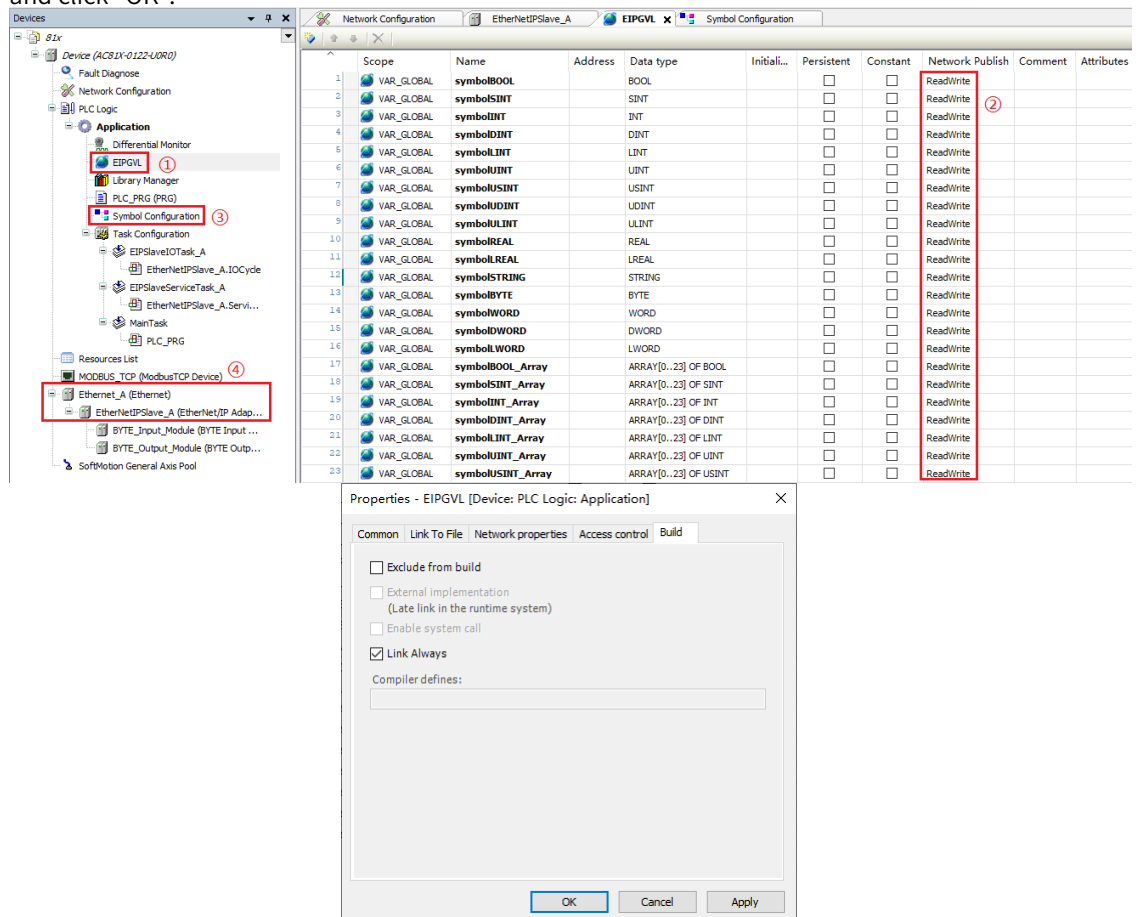 and click "OK".
Devices
81x
Device (AC81X-0122-U0R0)
Fault Diagnose
Network Configuration
PLC Logic
Application
Differential Monitor
EIPGVL ①
Library Manager
PLC_PRG (PRG)
Symbol Configuration ③
Task Configuration
EIPSlaveIOTask_A
EtherNetIPSlave_A.IOCycle
EIPSlaveServiceTask_A
EtherNetIPSlave_A.Servi...
MainTask
PLC_PRG
Resources List
MODBUS_TCP (ModbusTCP Device) ④
Ethernet_A (Ethernet)
EtherNetIPSlave_A (EtherNet/IP Adap...
BYTE_Input_Module (BYTE Input ...
BYTE_Output_Module (BYTE Outp...
SoftMotion General Axis Pool
Network Configuration EtherNetIPSlave_A EIPGVL Symbol Configuration
Scope Name Address Data type Initiali... Persistent Constant Network Publish Comment Attributes
1 VAR_GLOBAL symbolBOOL BOOL ReadWrite
2 VAR_GLOBAL symbolSINT SINT ReadWrite ②
3 VAR_GLOBAL symbolINT INT ReadWrite
4 VAR_GLOBAL symbolDINT DINT ReadWrite
5 VAR_GLOBAL symbolLINT LINT ReadWrite
6 VAR_GLOBAL symbolUINT UINT ReadWrite
7 VAR_GLOBAL symbolUSINT USINT ReadWrite
8 VAR_GLOBAL symbolUDINT UDINT ReadWrite
9 VAR_GLOBAL symbolULINT ULINT ReadWrite
10 VAR_GLOBAL symbolREAL REAL ReadWrite
11 VAR_GLOBAL symbolLREAL LREAL ReadWrite
12 VAR_GLOBAL symbolSTRING STRING ReadWrite
13 VAR_GLOBAL symbolBYTE BYTE ReadWrite
14 VAR_GLOBAL symbolWORD WORD ReadWrite
15 VAR_GLOBAL symbolDWORD DWORD ReadWrite
16 VAR_GLOBAL symbolLWORD LWORD ReadWrite
17 VAR_GLOBAL symbolBOOL_Array ARRAY[0..23] OF BOOL ReadWrite
18 VAR_GLOBAL symbolSINT_Array ARRAY[0..23] OF SINT ReadWrite
19 VAR_GLOBAL symbolINT_Array ARRAY[0..23] OF INT ReadWrite
20 VAR_GLOBAL symbolDINT_Array ARRAY[0..23] OF DINT ReadWrite
21 VAR_GLOBAL symbolLINT_Array ARRAY[0..23] OF LINT ReadWrite
22 VAR_GLOBAL symbolUINT_Array ARRAY[0..23] OF UINT ReadWrite
23 VAR_GLOBAL symbolUSINT_Array ARRAY[0..23] OF USINT ReadWrite
Properties - EIPGVL [Device: PLC Logic: Application]
Common Link To File Network properties Access control Build
Exclude from build
External implementation
(Late link in the runtime system)
Enable system call
Link Always
Compiler defines:
OK Cancel Apply